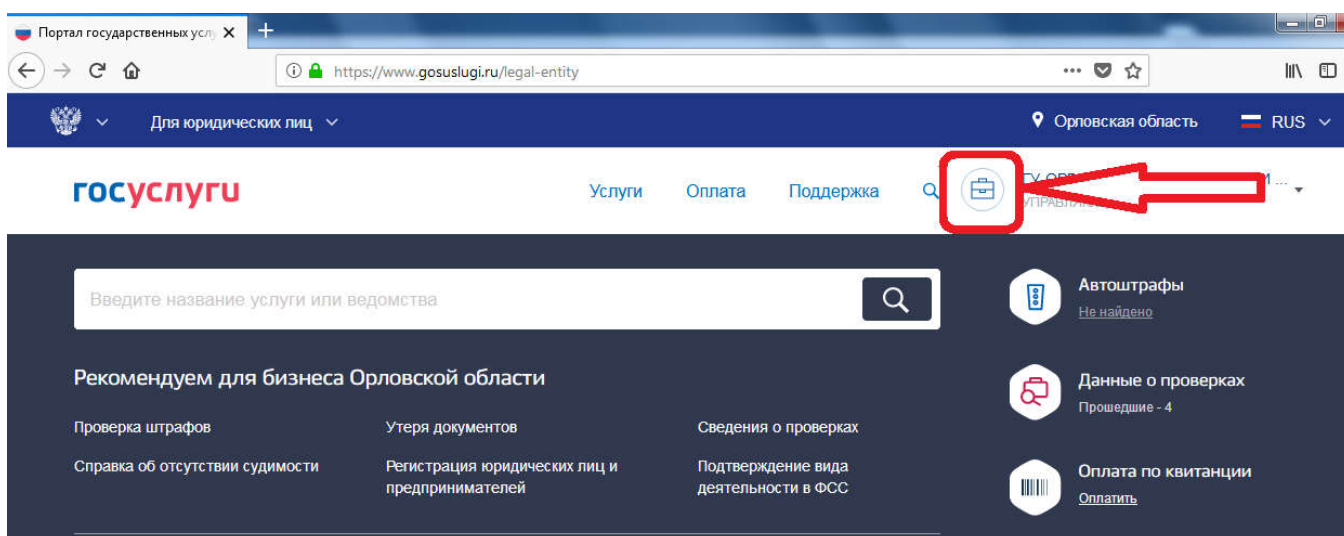 Портал государственных услу
https://www.gosuslugi.ru/legal-entity
Для юридических лиц
Орловская область
RUS
госуслуги
Услуги
Оплата
Поддержка
Введите название услуги или ведомства
Автоштрафы
Не найдено
Рекомендуем для бизнеса Орловской области
Данные о проверках
Прошедшие - 4
Проверка штрафов
Утеря документов
Сведения о проверках
Справка об отсутствии судимости
Регистрация юридических лиц и
предпринимателей
Подтверждение вида
деятельности в ФСС
Оплата по квитанции
Оплатить